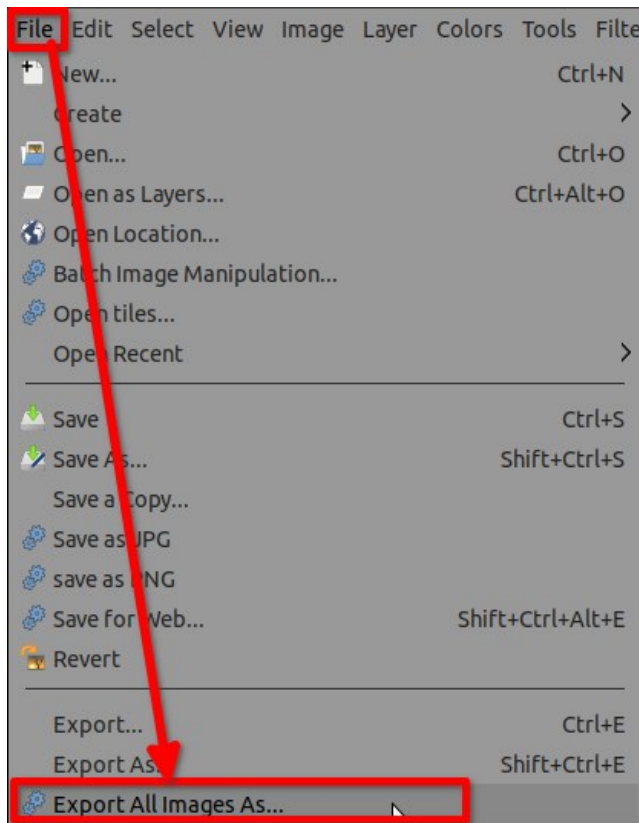 File Edit Select View Image Layer Colors Tools Filte
New... Ctrl+N
Create
Open... Ctrl+O
Open as Layers... Ctrl+Alt+O
Open Location...
Batch Image Manipulation...
Open tiles...
Open Recent
Save Ctrl+S
Save As... Shift+Ctrl+S
Save a Copy...
Save as JPG
save as PNG
Save for Web... Shift+Ctrl+Alt+E
Revert
Export... Ctrl+E
Export As... Shift+Ctrl+E
Export All Images As...